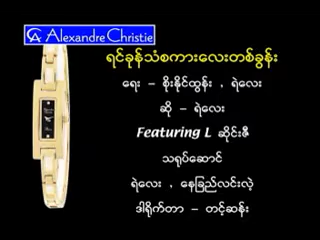 Alexandre Christie
ရင်ခုန်သံစကားလေးတစ်ခွန်း
ရေး – စိုးနိုင်ထွန်း , ရဲလေး
ဆို – ရဲလေး
Featuring L ဆိုင်းဇီ
သရုပ်ဆောင်
ရဲလေး , နေခြည်လင်းလဲ့
ဒါရိုက်တာ – တင့်ဆန်း